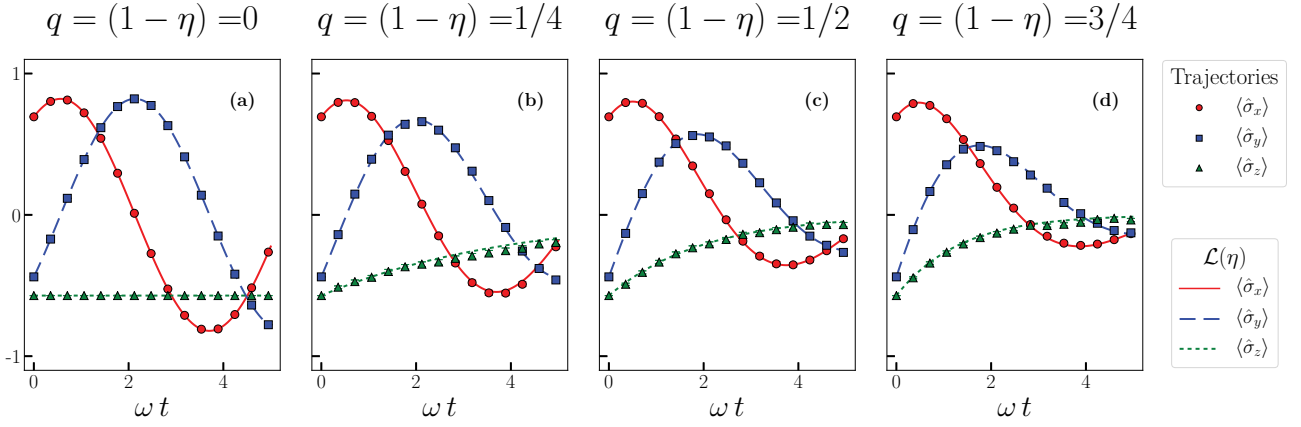 q = (1 − η) =0
q = (1 − η) =1/4
q = (1 − η) =1/2
q = (1 − η) =3/4
1
0
-1
(a)
(b)
(c)
(d)
0 2 4
0 2 4
0 2 4
0 2 4
ω t
ω t
ω t
ω t
Trajectories
⟨σ̂x⟩
⟨σ̂y⟩
⟨σ̂z⟩
ℒ(η)
⟨σ̂x⟩
⟨σ̂y⟩
⟨σ̂z⟩